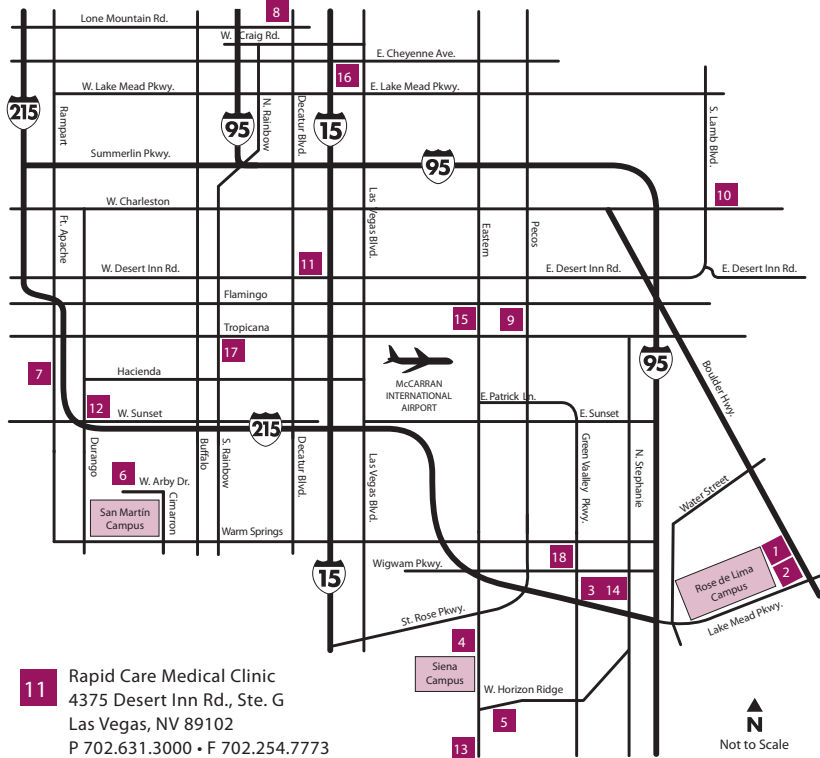 8
Lone Mountain Rd.
W. Craig Rd.
E. Cheyenne Ave.
16
W. Lake Mead Pkwy.
E. Lake Mead Pkwy.
215
95
15
Rampart
N. Rainbow
Decatur Blvd.
S. Lamb Blvd.
Summerlin Pkwy.
95
W. Charleston
10
Ft. Apache
Las Vegas Blvd.
Eastern
Pecos
11
W. Desert Inn Rd.
E. Desert Inn Rd.
E. Desert Inn Rd.
Flamingo
15
9
Tropicana
17
7
95
Hacienda
McCARRAN
INTERNATIONAL
AIRPORT
Boulder Hwy.
E. Patrick Ln.
12
W. Sunset
E. Sunset
215
Durango
Buffalo
S. Rainbow
Decatur Blvd.
Las Vegas Blvd.
Green Vaalley Pkwy.
N. Stephanie
6
W. Arby Dr.
Cimarron
San Martín
Campus
Water Street
Warm Springs
18
Wigwam Pkwy.
15
1
2
Rose de Lima
Campus
3 14
St. Rose Pkwy.
Lake Mead Pkwy.
4
Siena
Campus
W. Horizon Ridge
5
13
N
Not to Scale
11
Rapid Care Medical Clinic
4375 Desert Inn Rd., Ste. G
Las Vegas, NV 89102
P 702.631.3000 • F 702.254.7773